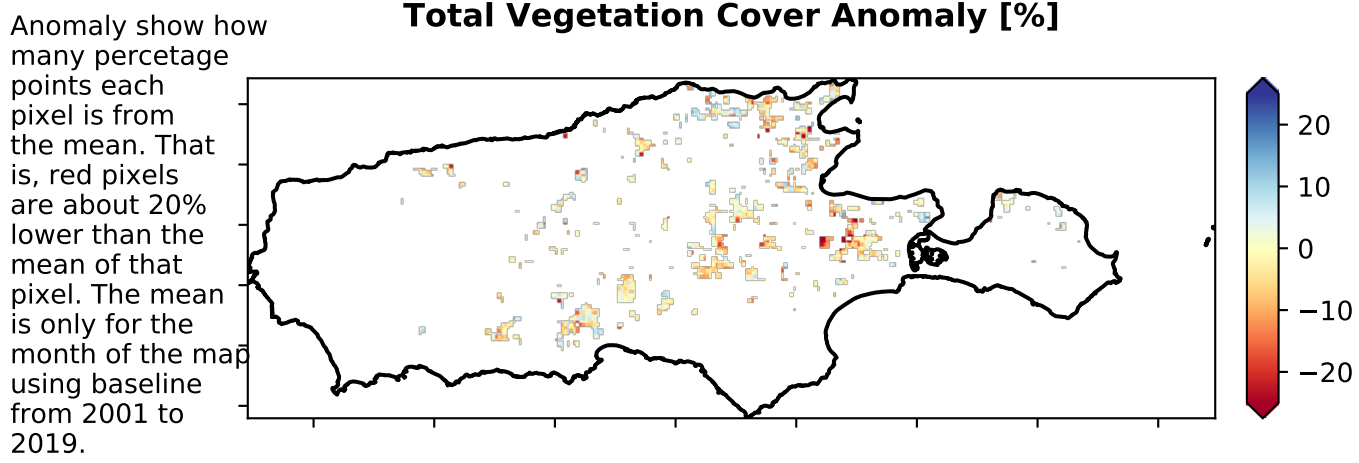 Total Vegetation Cover Anomaly [%]
Anomaly show how
many percetage
points each
pixel is from
the mean. That
is, red pixels
are about 20%
lower than the
mean of that
pixel. The mean
is only for the
month of the map
using baseline
from 2001 to
2019.
20
10
0
−10
−20